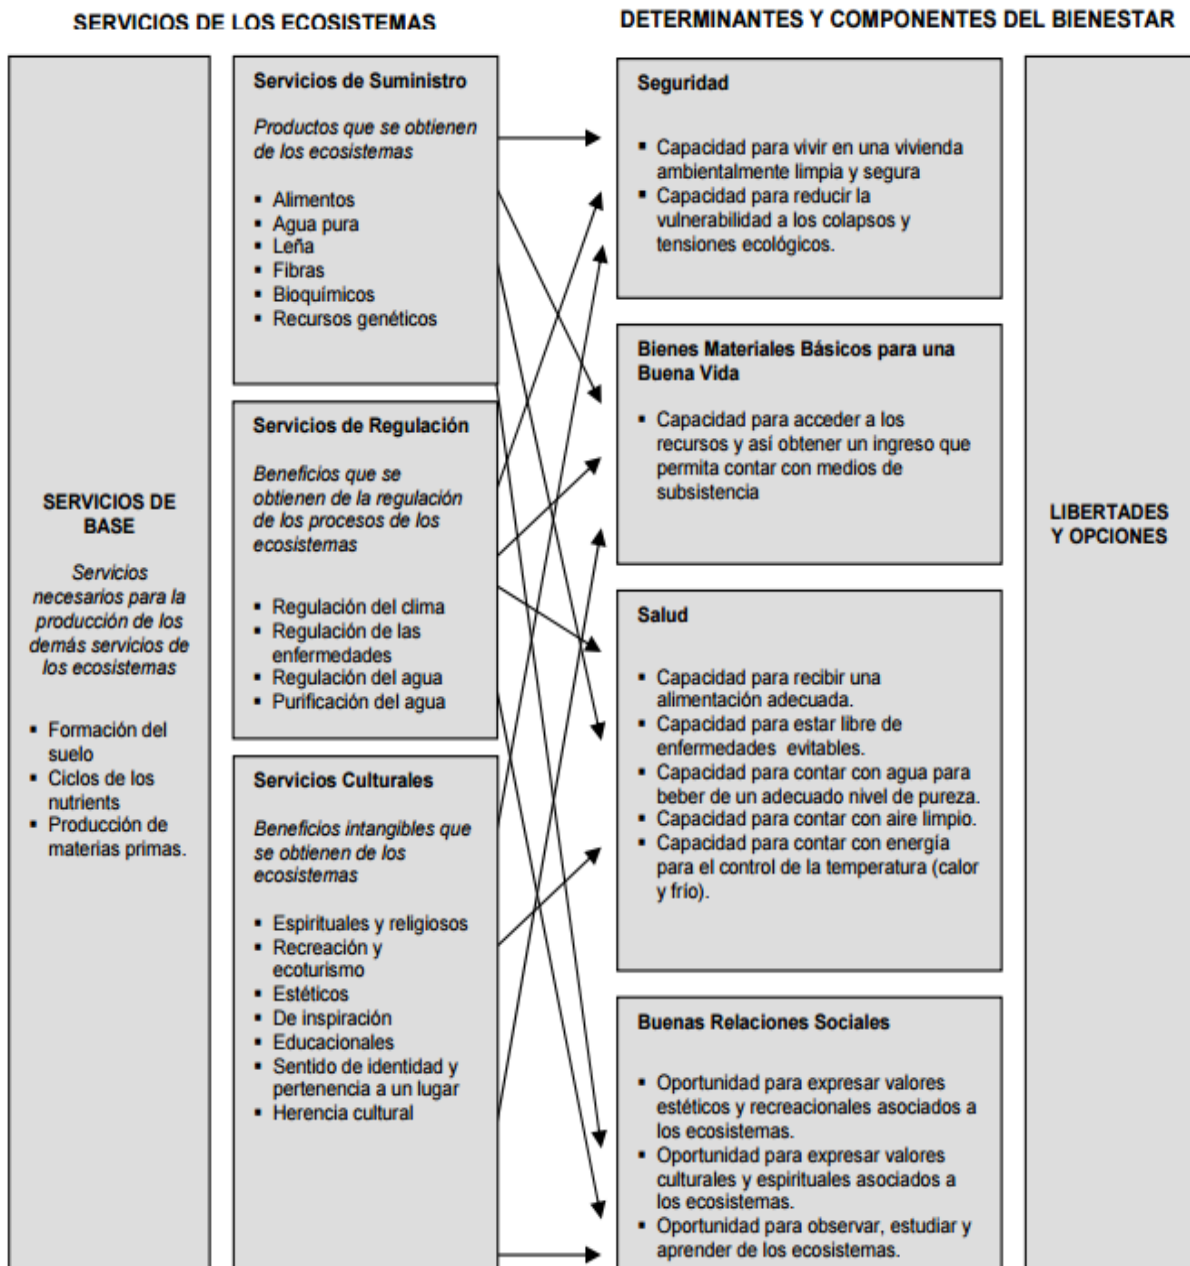 SERVICIOS DE LOS ECOSISTEMAS
DETERMINANTES Y COMPONENTES DEL BIENESTAR
SERVICIOS DE
BASE
Servicios
necesarios para la
producción de los
demás servicios de
los ecosistemas
▪ Formación del
suelo
▪ Ciclos de los
nutrients
▪ Producción de
materias primas.
Servicios de Suministro
Productos que se obtienen
de los ecosistemas
▪ Alimentos
▪ Agua pura
▪ Leña
▪ Fibras
▪ Bioquímicos
▪ Recursos genéticos
Servicios de Regulación
Beneficios que se
obtienen de la regulación
de los procesos de los
ecosistemas
▪ Regulación del clima
▪ Regulación de las
enfermedades
▪ Regulación del agua
▪ Purificación del agua
Servicios Culturales
Beneficios intangibles que
se obtienen de los
ecosistemas
▪ Espirituales y religiosos
▪ Recreación y
ecoturismo
▪ Estéticos
▪ De inspiración
▪ Educacionales
▪ Sentido de identidad y
pertenencia a un lugar
▪ Herencia cultural
Seguridad
▪ Capacidad para vivir en una vivienda
ambientalmente limpia y segura
▪ Capacidad para reducir la
vulnerabilidad a los colapsos y
tensiones ecológicos.
Bienes Materiales Básicos para una
Buena Vida
▪ Capacidad para acceder a los
recursos y así obtener un ingreso que
permita contar con medios de
subsistencia
Salud
▪ Capacidad para recibir una
alimentación adecuada.
▪ Capacidad para estar libre de
enfermedades evitables.
▪ Capacidad para contar con agua para
beber de un adecuado nivel de pureza.
▪ Capacidad para contar con aire limpio.
▪ Capacidad para contar con energía
para el control de la temperatura (calor
y frío).
Buenas Relaciones Sociales
▪ Oportunidad para expresar valores
estéticos y recreacionales asociados a
los ecosistemas.
▪ Oportunidad para expresar valores
culturales y espirituales asociados a
los ecosistemas.
▪ Oportunidad para observar, estudiar y
aprender de los ecosistemas.
LIBERTADES
Y OPCIONES